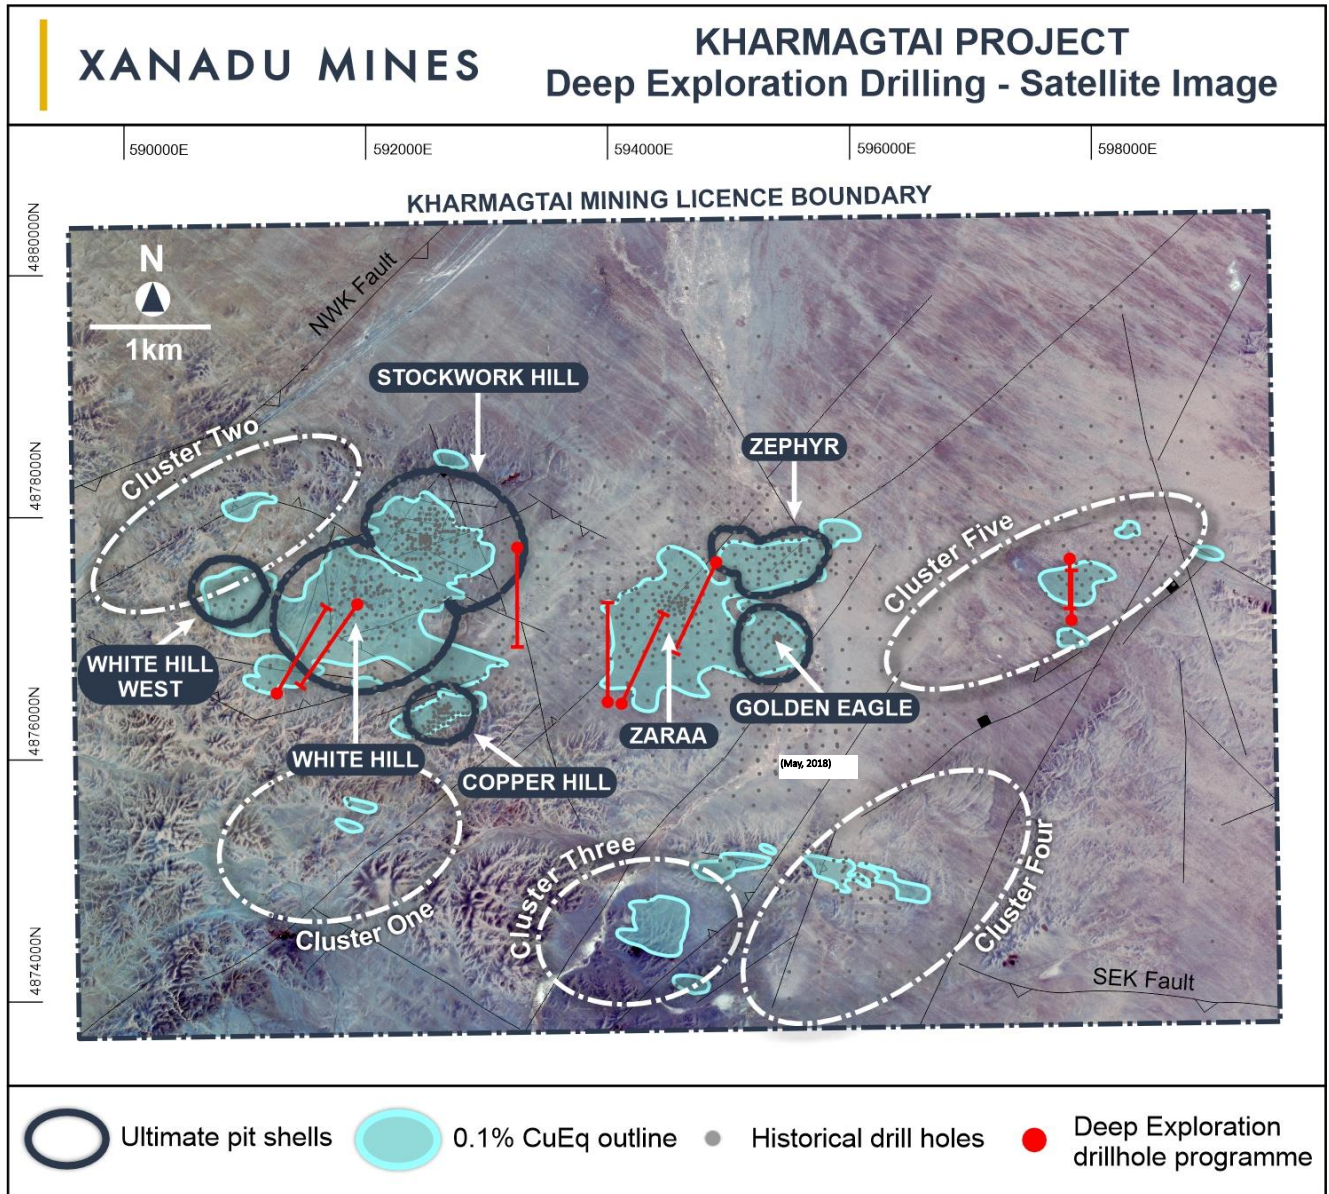 XANADU MINES
KHARMAGTAI PROJECT
Deep Exploration Drilling - Satellite Image
590000E
592000E
594000E
596000E
598000E
KHARMAGTAI MINING LICENCE BOUNDARY
4880000N
4878000N
4876000N
4874000N
N
1km
NWK Fault
STOCKWORK HILL
Cluster Two
ZEPHYR
Cluster Five
WHITE HILL
WEST
GOLDEN EAGLE
ZARAA
WHITE HILL
COPPER HILL
(May, 2018)
Cluster Three
Cluster Four
Cluster One
SEK Fault
Ultimate pit shells
0.1% CuEq outline
Historical drill holes
Deep Exploration
drillhole programme